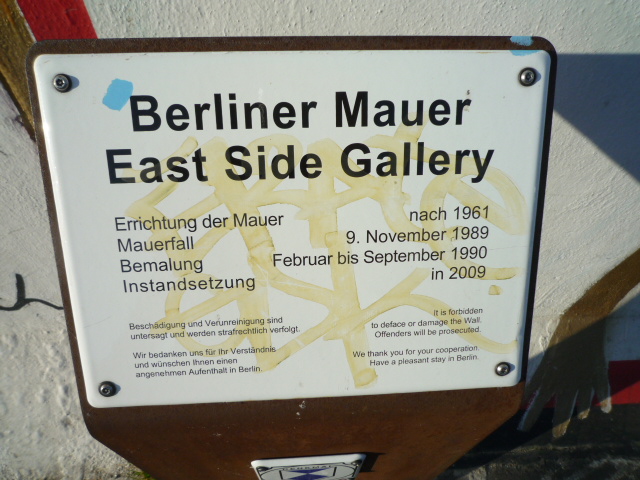 Berliner Mauer
East Side Gallery
Errichtung der Mauer nach 1961
Mauerfall 9. November 1989
Bemalung Februar bis September 1990
Instandsetzung in 2009
Beschädigung und Verunreinigung sind
untersagt und werden strafrechtlich verfolgt.
Wir bedanken uns für Ihr Verständnis
und wünschen Ihnen einen
angenehmen Aufenthalt in Berlin.
It is forbidden
to deface or damage the Wall.
Offenders will be prosecuted.
We thank you for your cooperation.
Have a pleasant stay in Berlin.